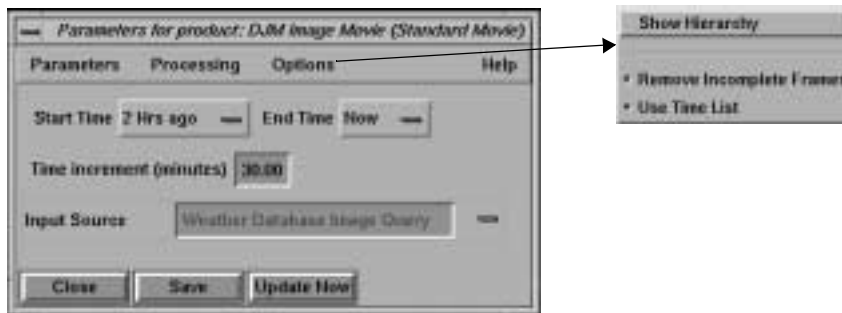 Parameters for product: DJM Image Movie (Standard Movie)
Parameters Processing Options Help
Start Time 2 Hrs ago End Time Now
Time increment (minutes) 30.00
Input Source Weather Database Image Query
Close Save Update Now
Show Hierarchy
Remove Incomplete Frames
Use Time List